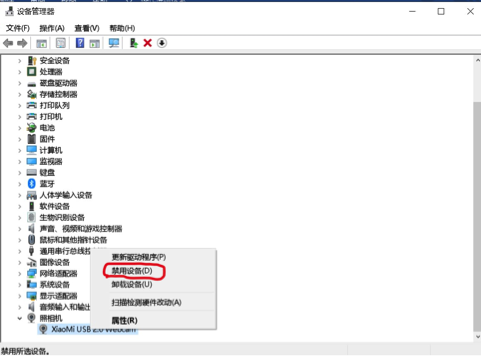 设备管理器
文件(F) 操作(A) 查看(V) 帮助(H)
安全设备
处理器
磁盘驱动器
存储控制器
打印队列
打印机
电池
固件
计算机
监视器
键盘
蓝牙
人体学输入设备
软件设备
生物识别设备
声音、视频和游戏控制器
鼠标和其他指针设备
通用串行总线控
图像设备
网络适配器
系统设备
显示适配器
音频输入和输出
照相机
XiaoMi USB 2.0 Webcam
更新驱动程序(P)
禁用设备(D)
卸载设备(U)
扫描检测硬件改动(A)
属性(R)
禁用所选设备。